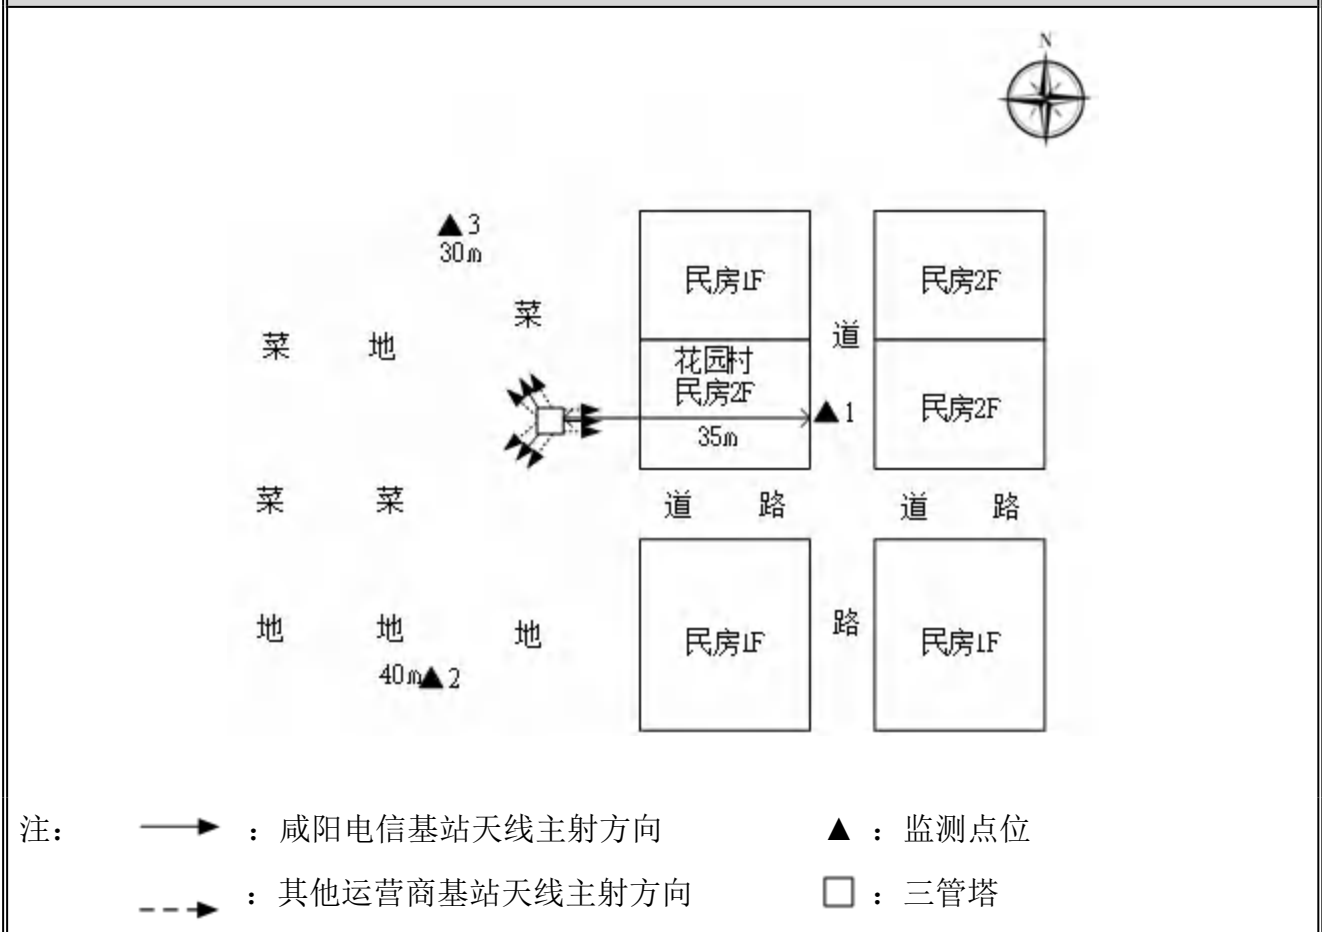 N
▲3
30m
民房1F
民房2F
菜
道
菜
地
花园村
民房2F
民房2F
▲1
35m
菜
菜
道
路
道
路
地
地
地
路
民房1F
民房1F
40m▲2
注：
：咸阳电信基站天线主射方向
▲：监测点位
：其他运营商基站天线主射方向
：三管塔